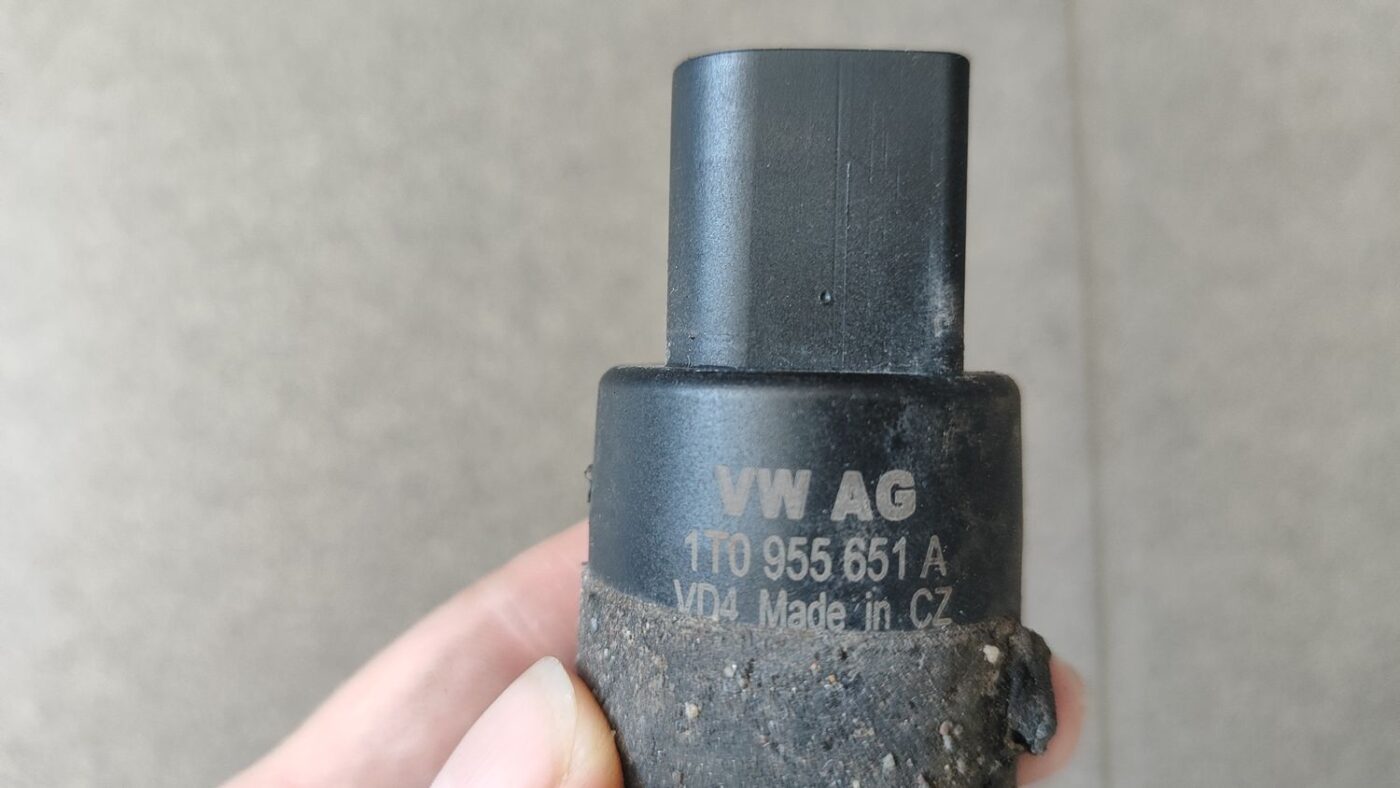 VW AG
1T0 955 651 A
VD4 Made in CZ